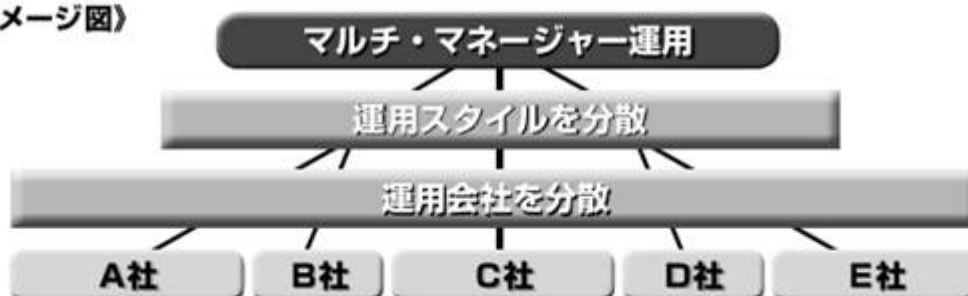 メージ図》
マルチ・マネージャー運用
運用スタイルを分散
運用会社を分散
A社
B社
C社
D社
E社